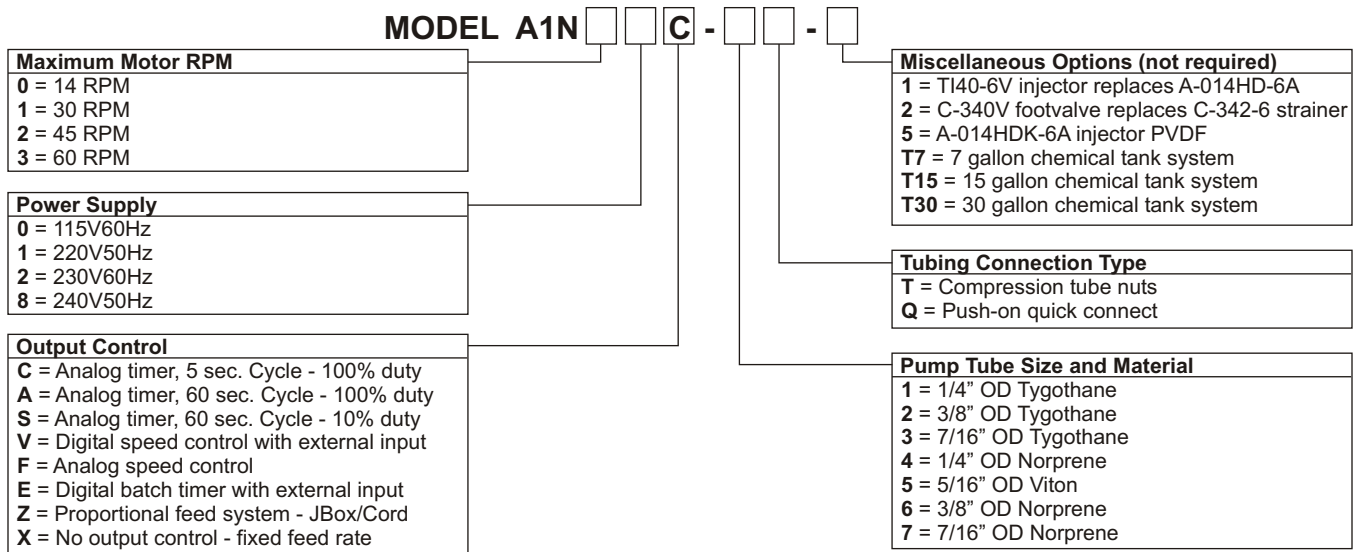 MODEL A1N C - -
Maximum Motor RPM
0 = 14 RPM
1 = 30 RPM
2 = 45 RPM
3 = 60 RPM
Power Supply
0 = 115V60Hz
1 = 220V50Hz
2 = 230V60Hz
8 = 240V50Hz
Output Control
C = Analog timer, 5 sec. Cycle - 100% duty
A = Analog timer, 60 sec. Cycle - 100% duty
S = Analog timer, 60 sec. Cycle - 10% duty
V = Digital speed control with external input
F = Analog speed control
E = Digital batch timer with external input
Z = Proportional feed system - JBox/Cord
X = No output control - fixed feed rate
Miscellaneous Options (not required)
1 = TI40-6V injector replaces A-014HD-6A
2 = C-340V footvalve replaces C-342-6 strainer
5 = A-014HDK-6A injector PVDF
T7 = 7 gallon chemical tank system
T15 = 15 gallon chemical tank system
T30 = 30 gallon chemical tank system
Tubing Connection Type
T = Compression tube nuts
Q = Push-on quick connect
Pump Tube Size and Material
1 = 1/4” OD Tygothane
2 = 3/8” OD Tygothane
3 = 7/16” OD Tygothane
4 = 1/4” OD Norprene
5 = 5/16” OD Viton
6 = 3/8” OD Norprene
7 = 7/16” OD Norprene